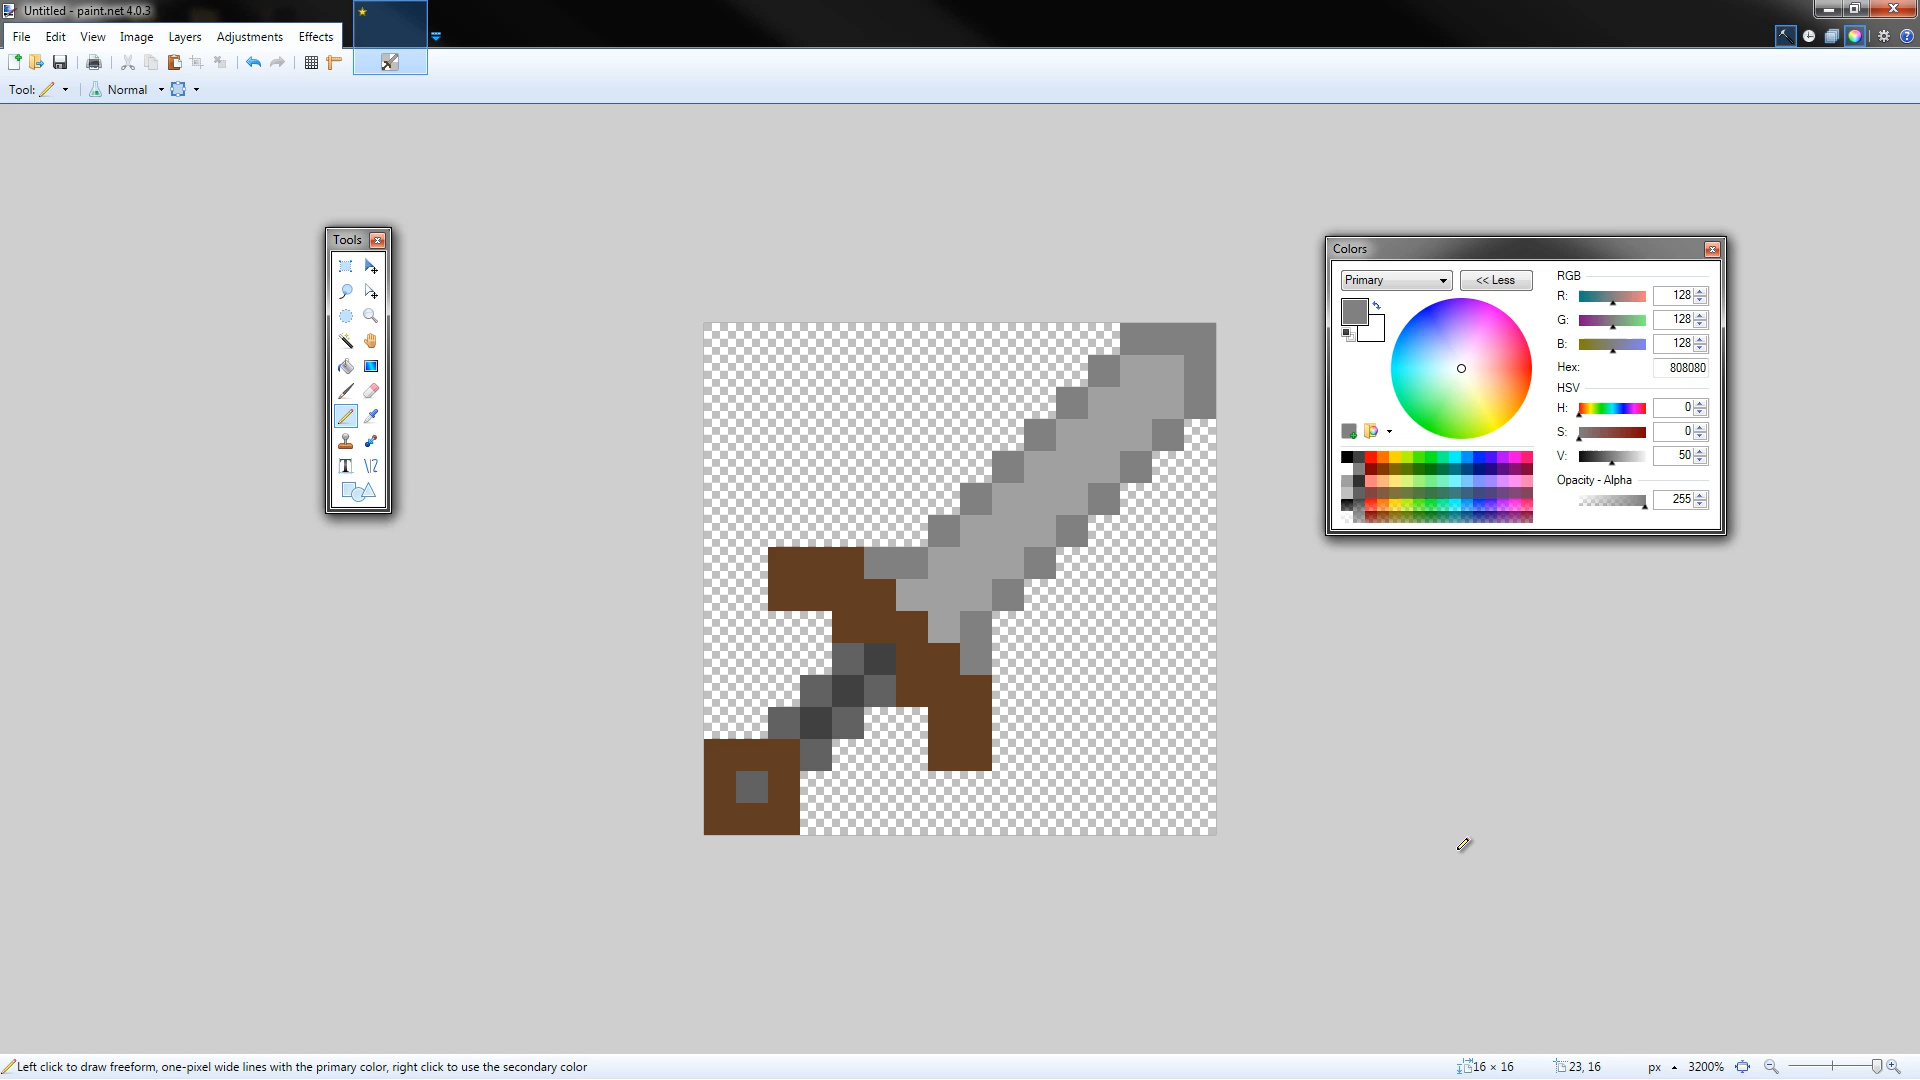 Untitled - paint.net 4.0.3
File Edit View Image Layers Adjustments Effects
Tool: Normal
Tools
Colors
Primary << Less
RGB
R: 128
G: 128
B: 128
Hex: 808080
HSV
H: 0
S: 0
V: 50
Opacity - Alpha
255
Left click to draw freeform, one-pixel wide lines with the primary color, right click to use the secondary color 16 × 16 23, 16 px 3200%